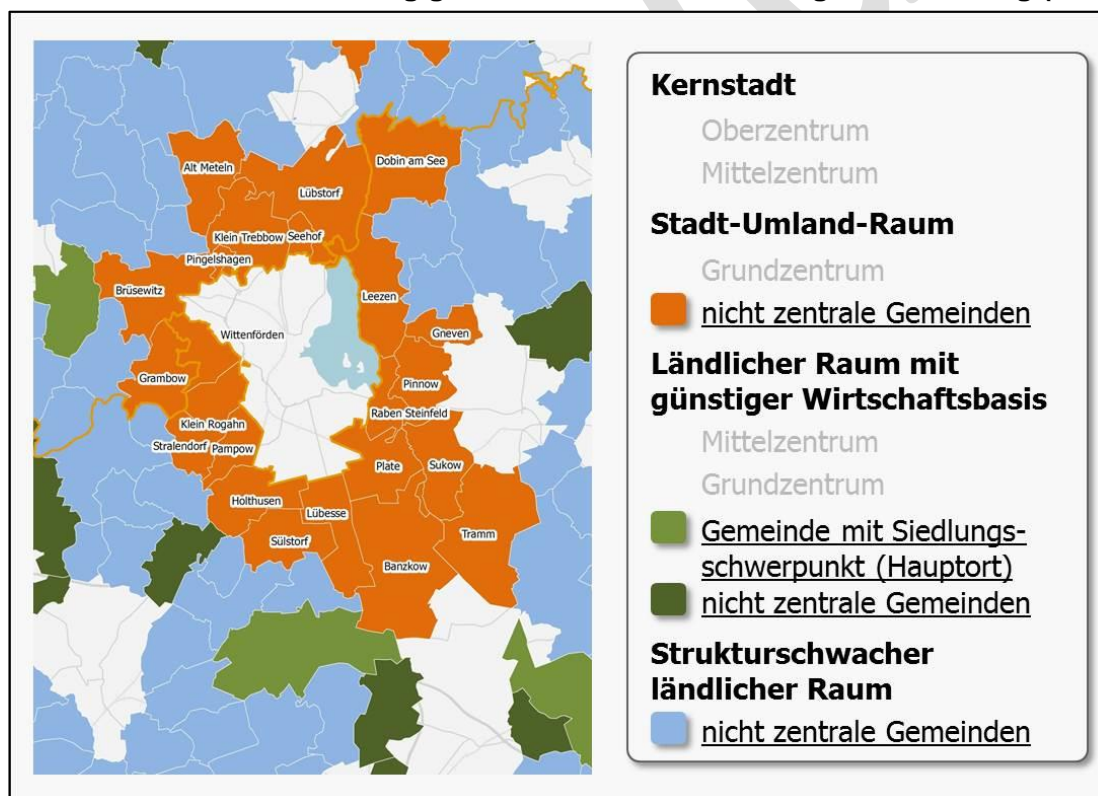 Alt Meteln
Dobin am See
Lübstorf
Klein Trebbow
Seehof
Pingelshagen
Brüsewitz
Leezen
Wittenförden
Gneven
Grambow
Pinnow
Raben Steinfeld
Klein Rogahn
Stralendorf
Pampow
Plate
Sukow
Holthusen
Lübesse
Sülstorf
Tramm
Banzkow
Kernstadt
Oberzentrum
Mittelzentrum
Stadt-Umland-Raum
Grundzentrum
nicht zentrale Gemeinden
Ländlicher Raum mit
günstiger Wirtschaftsbasis
Mittelzentrum
Grundzentrum
Gemeinde mit Siedlungs-
schwerpunkt (Hauptort)
nicht zentrale Gemeinden
Strukturschwacher
ländlicher Raum
nicht zentrale Gemeinden